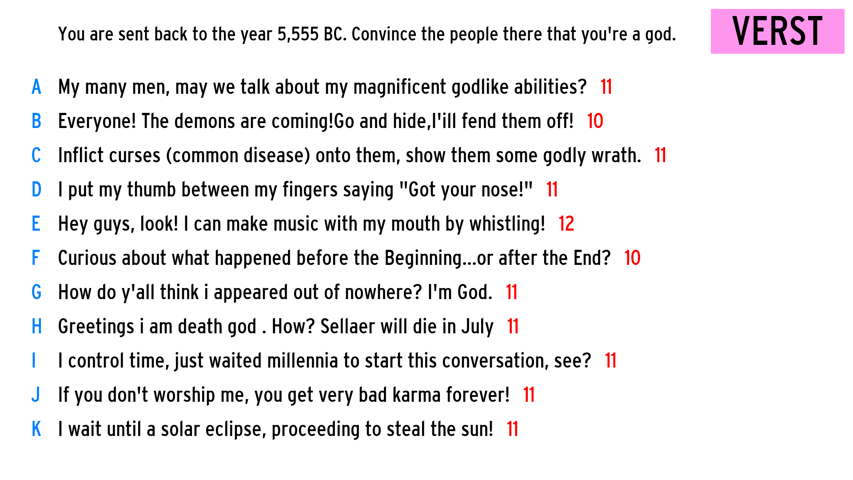 You are sent back to the year 5,555 BC. Convince the people there that you're a god.
VERST
A My many men, may we talk about my magnificent godlike abilities? 11
B Everyone! The demons are coming!Go and hide,I'ill fend them off! 10
C Inflict curses (common disease) onto them, show them some godly wrath. 11
D I put my thumb between my fingers saying "Got your nose!" 11
E Hey guys, look! I can make music with my mouth by whistling! 12
F Curious about what happened before the Beginning...or after the End? 10
G How do y'all think i appeared out of nowhere? I'm God. 11
H Greetings i am death god . How? Sellaer will die in July 11
I I control time, just waited millennia to start this conversation, see? 11
J If you don't worship me, you get very bad karma forever! 11
K I wait until a solar eclipse, proceeding to steal the sun! 11